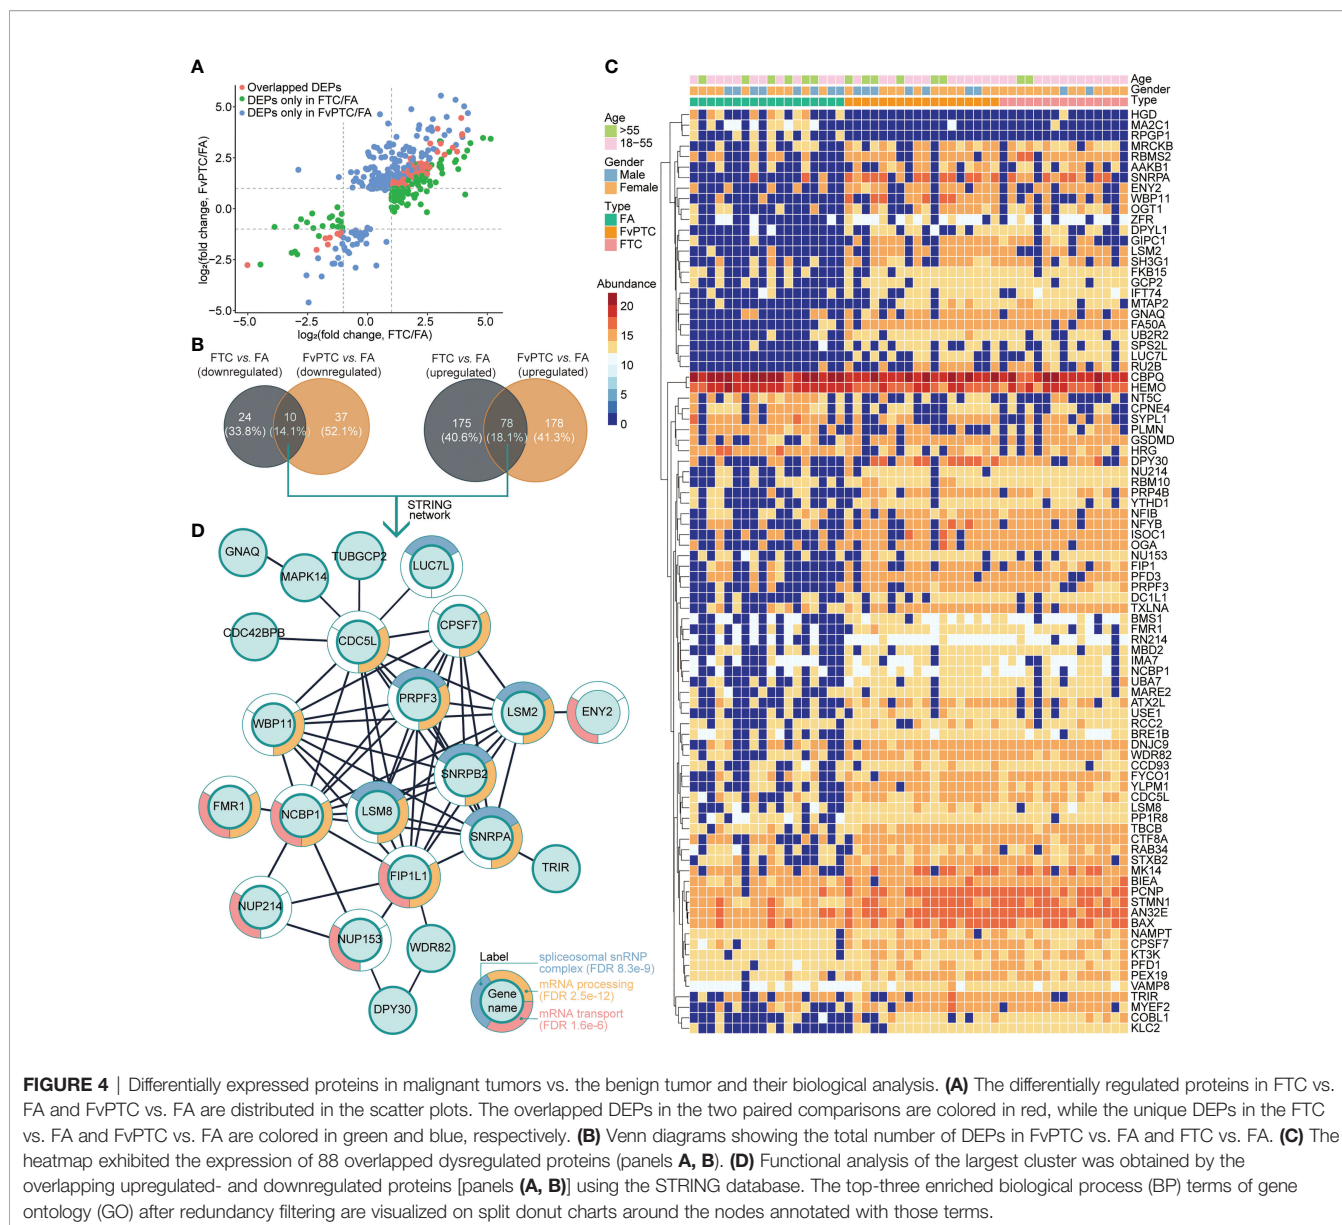 A
Overlapped DEPs
DEPs only in FTC/FA
DEPs only in FvPTC/FA
5.0
2.5
0.0
−2.5
−5.0
log₂(fold change, FvPTC/FA)
−5.0 −2.5 0.0 2.5 5.0
log₂(fold change, FTC/FA)
B
FTC vs. FA
(downregulated)
FvPTC vs. FA
(downregulated)
24
(33.8%)
10
(14.1%)
37
(52.1%)
FTC vs. FA
(upregulated)
FvPTC vs. FA
(upregulated)
175
(40.6%)
78
(18.1%)
178
(41.3%)
STRING
network
D
GNAQ
MAPK14
TUBGCP2
LUC7L
CDC42BPB
CDC5L
CPSF7
PRPF3
LSM2
ENY2
WBP11
SNRPB2
FMR1
NCBP1
LSM8
SNRPA
TRIR
FIP1L1
NUP214
NUP153
WDR82
DPY30
Label
Gene
name
spliceosomal snRNP
complex (FDR 8.3e-9)
mRNA processing
(FDR 2.5e-12)
mRNA transport
(FDR 1.6e-6)
C
Age
>55
18−55
Gender
Male
Female
Type
FA
FvPTC
FTC
Abundance
20
15
10
5
0
Age
Gender
Type
HGD
MA2C1
RPGP1
MRCKB
RBMS2
AAKB1
SNRPA
ENY2
WBP11
OGT1
ZFR
DPYL1
GIPC1
LSM2
SH3G1
FKB15
GCP2
IFT74
MTAP2
GNAQ
FA50A
UB2R2
SPS2L
LUC7L
RU2B
CBPQ
HEMO
NT5C
CPNE4
SYPL1
PLMN
GSDMD
HRG
DPY30
NU214
RBM10
PRP4B
YTHD1
NFIB
NFYB
ISOC1
OGA
NU153
FIP1
PFD3
PRPF3
DC1L1
TXLNA
BMS1
FMR1
RN214
MBD2
IMA7
NCBP1
UBA7
MARE2
ATX2L
USE1
RCC2
BRE1B
DNJC9
WDR82
CCD93
FYCO1
YLPM1
CDC5L
LSM8
PP1R8
TBCB
CTF8A
RAB34
STXB2
MK14
BIEA
PCNP
STMN1
AN32E
BAX
NAMPT
CPSF7
KT3K
PFD1
PEX19
VAMP8
TRIR
MYEF2
COBL1
KLC2
FIGURE 4 | Differentially expressed proteins in malignant tumors vs. the benign tumor and their biological analysis. (A) The differentially regulated proteins in FTC vs.
FA and FvPTC vs. FA are distributed in the scatter plots. The overlapped DEPs in the two paired comparisons are colored in red, while the unique DEPs in the FTC
vs. FA and FvPTC vs. FA are colored in green and blue, respectively. (B) Venn diagrams showing the total number of DEPs in FvPTC vs. FA and FTC vs. FA. (C) The
heatmap exhibited the expression of 88 overlapped dysregulated proteins (panels A, B). (D) Functional analysis of the largest cluster was obtained by the
overlapping upregulated- and downregulated proteins [panels (A, B)] using the STRING database. The top-three enriched biological process (BP) terms of gene
ontology (GO) after redundancy filtering are visualized on split donut charts around the nodes annotated with those terms.